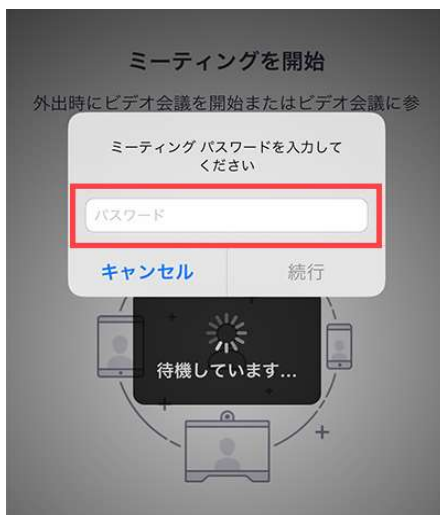 ミーティングを開始
外出時にビデオ会議を開始またはビデオ会議に参
ミーティング パスワードを入力して
ください
パスワード
キャンセル
続行
待機しています...